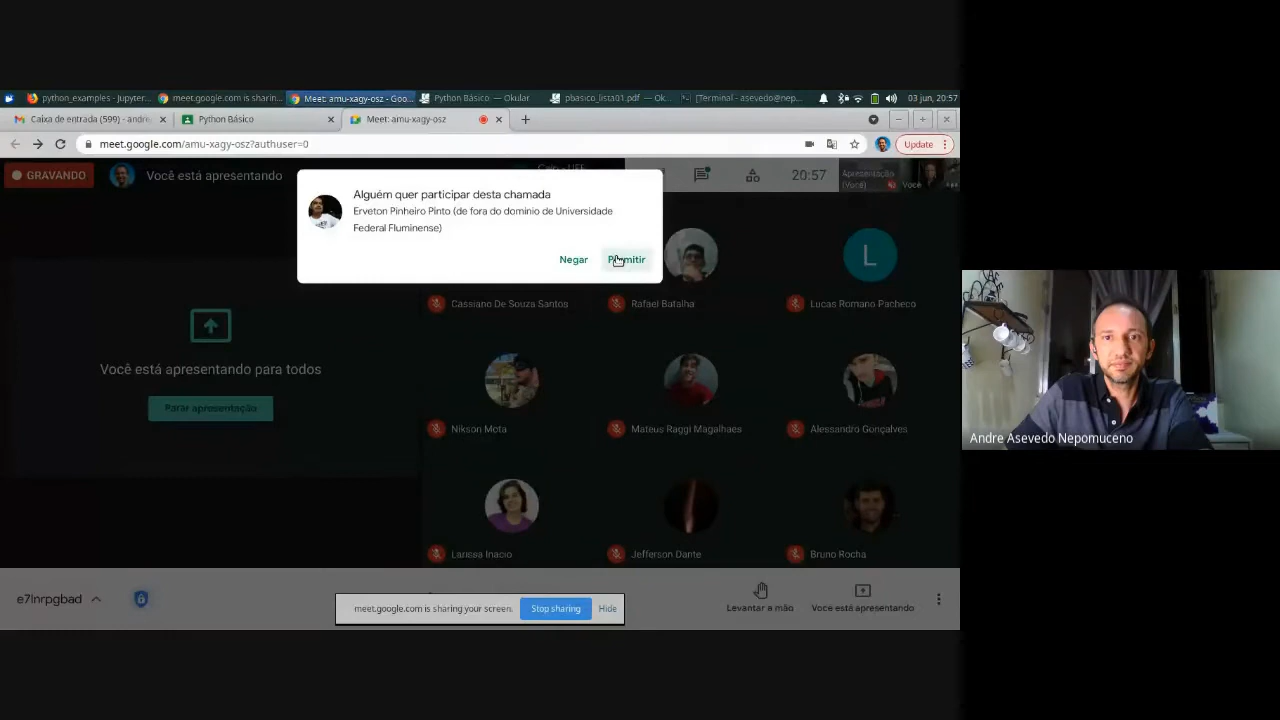 python_examples - Jupyter...
meet.google.com is sharin...
Meet: amu-xagy-osz - Goo...
Python Básico — Okular
pbasico_lista01.pdf — Ok...
[Terminal - asevedo@nep...
03 jun, 20:57
Caixa de entrada (599) - andre
Python Básico
Meet: amu-xagy-osz
meet.google.com/amu-xagy-osz?authuser=0
Update
GRAVANDO
Você está apresentando
20:57
Apresentação
(Você)
Você
Alguém quer participar desta chamada
Erveton Pinheiro Pinto (de fora do domínio de Universidade
Federal Fluminense)
Negar
Permitir
Cassiano De Souza Santos
Rafael Batalha
L
Lucas Romano Pacheco
Você está apresentando para todos
Parar apresentação
Nikson Mota
Mateus Raggi Magalhaes
Alessandro Gonçalves
Larissa Inacio
Jefferson Dante
Bruno Rocha
e7lnrpgbad
meet.google.com is sharing your screen.
Stop sharing
Hide
Levantar a mão
Você está apresentando
Andre Asevedo Nepomuceno